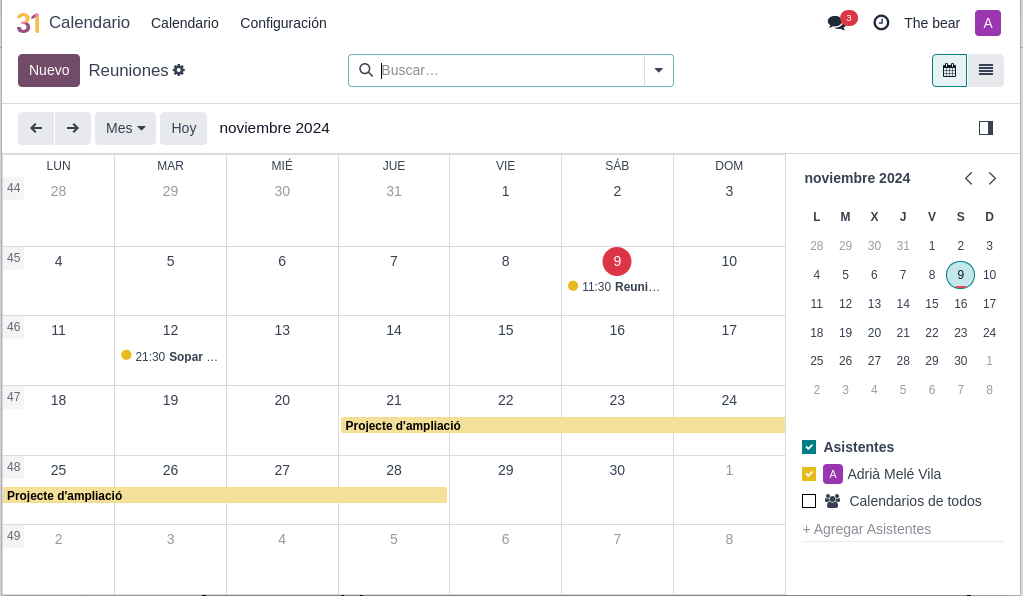 31 Calendario Calendario Configuración 3 The bear A
Nuevo Reuniones Buscar…
Mes Hoy noviembre 2024
LUN MAR MIÉ JUE VIE SÁB DOM
44 28 29 30 31 1 2 3
45 4 5 6 7 8 9 10
11:30 Reuni…
46 11 12 13 14 15 16 17
21:30 Sopar …
47 18 19 20 21 22 23 24
Projecte d'ampliació
48 25 26 27 28 29 30 1
Projecte d'ampliació
49 2 3 4 5 6 7 8
noviembre 2024
L M X J V S D
28 29 30 31 1 2 3
4 5 6 7 8 9 10
11 12 13 14 15 16 17
18 19 20 21 22 23 24
25 26 27 28 29 30 1
2 3 4 5 6 7 8
Asistentes
A Adrià Melé Vila
Calendarios de todos
+ Agregar Asistentes